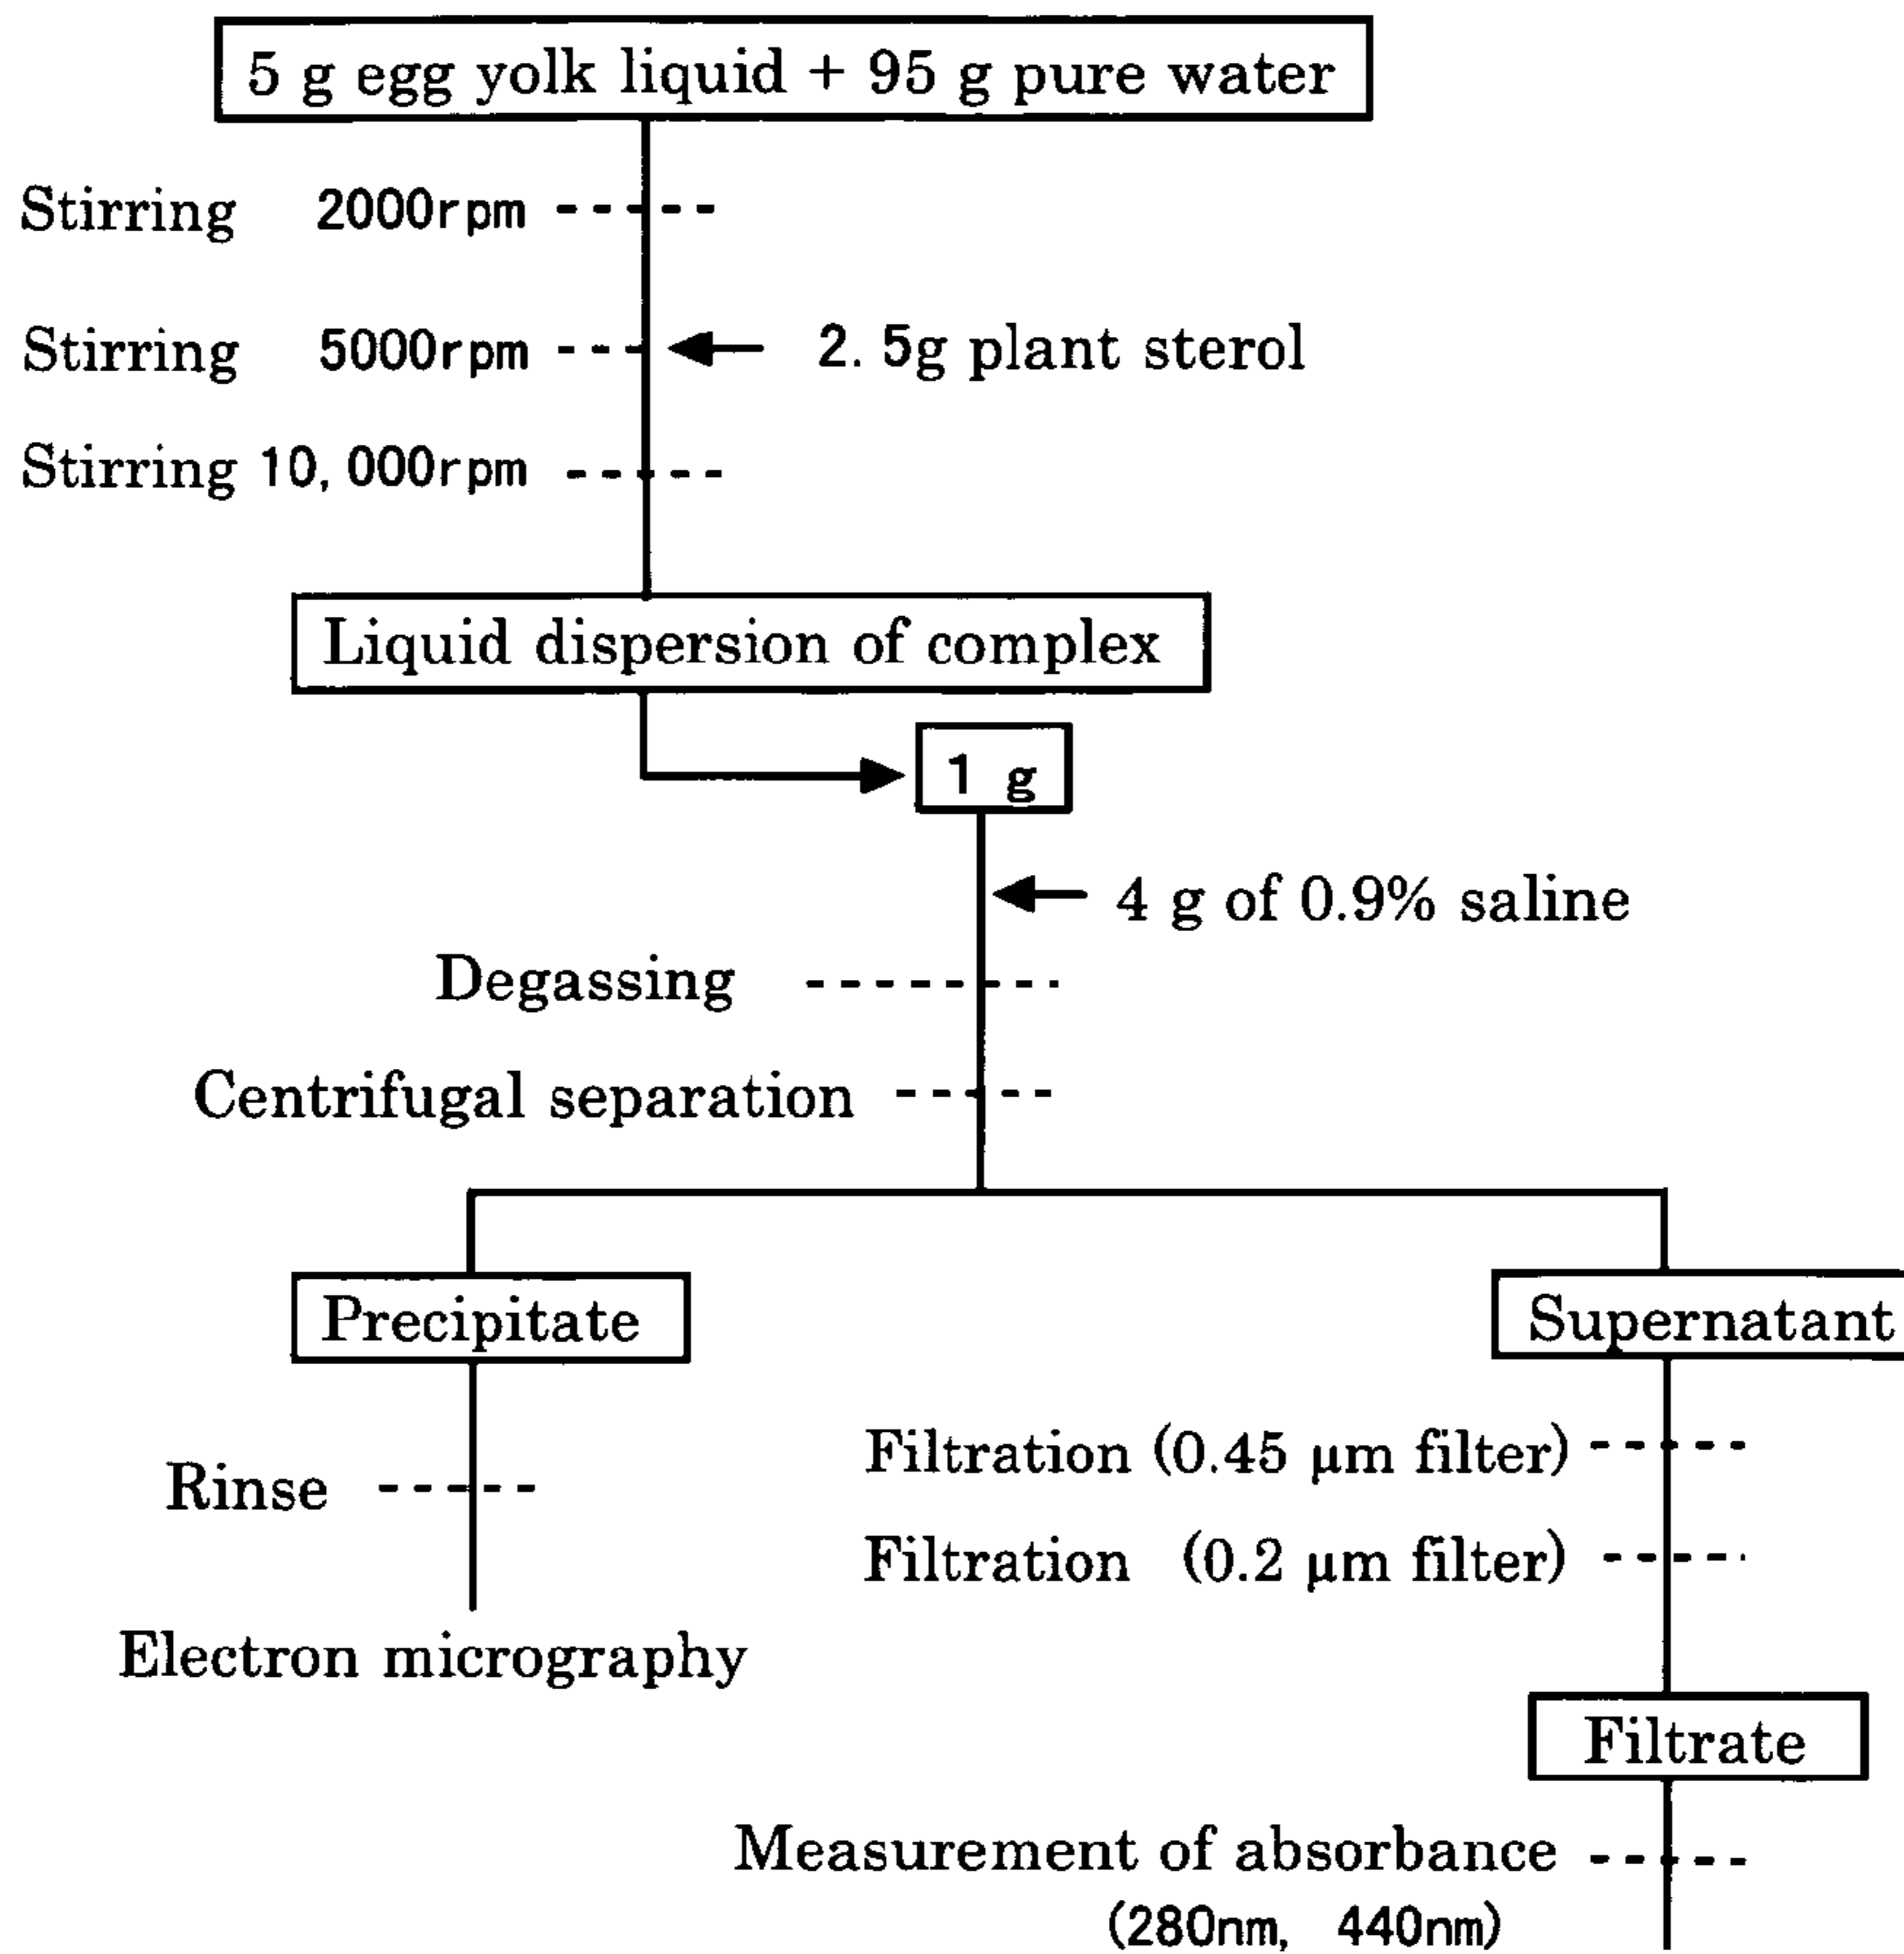 5 g egg yolk liquid + 95 g pure water
Stirring 2000rpm
Stirring 5000rpm
2. 5g plant sterol
Stirring 10, 000rpm
Liquid dispersion of complex
1 g
4 g of 0.9% saline
Degassing
Centrifugal separation
Precipitate
Supernatant
Filtration (0.45 μm filter)
Rinse
Filtration (0.2 μm filter)
Electron micrography
Filtrate
Measurement of absorbance
(280nm, 440nm)